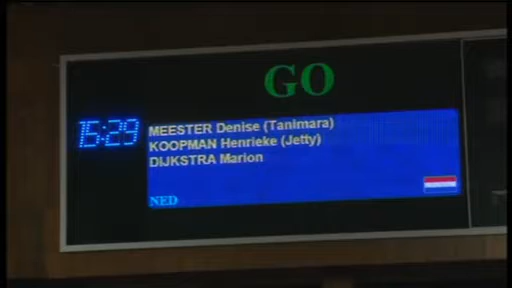 GO
15:29
MEESTER Denise (Tanimara)
KOOPMAN Henrieke (Jetty)
DIJKSTRA Marion
NED